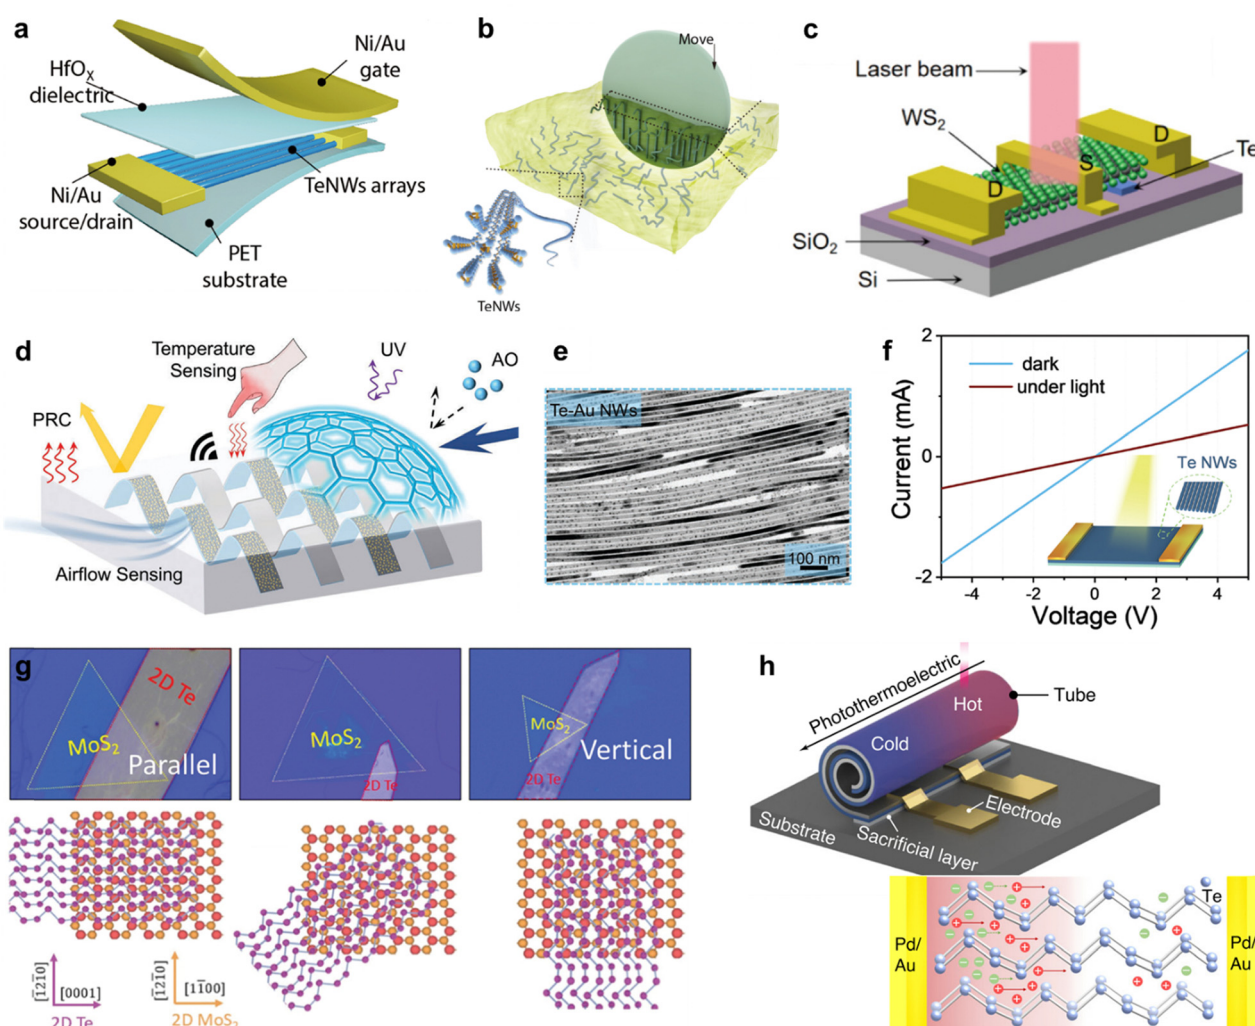 a
Ni/Au
gate
HfOₓ
dielectric
TeNWs arrays
Ni/Au
source/drain
PET
substrate
b
Move
TeNWs
c
Laser beam
WS₂
D
S
D
Te
SiO₂
Si
d
Temperature
Sensing
UV
AO
PRC
Airflow Sensing
e
Te-Au NWs
100 nm
f
2
dark
under light
Current (mA)
0
Te NWs
-2
-4 -2 0 2 4
Voltage (V)
g
2D Te
MoS₂
Parallel
MoS₂
2D Te
MoS₂
Vertical
2D Te
[1̅21̅0]
[0001]
2D Te
[1̅21̅0]
[11̅00]
2D MoS₂
h
Photothermoelectric
Hot
Tube
Cold
Electrode
Sacrificial layer
Substrate
Te
Pd/
Au
Pd/
Au